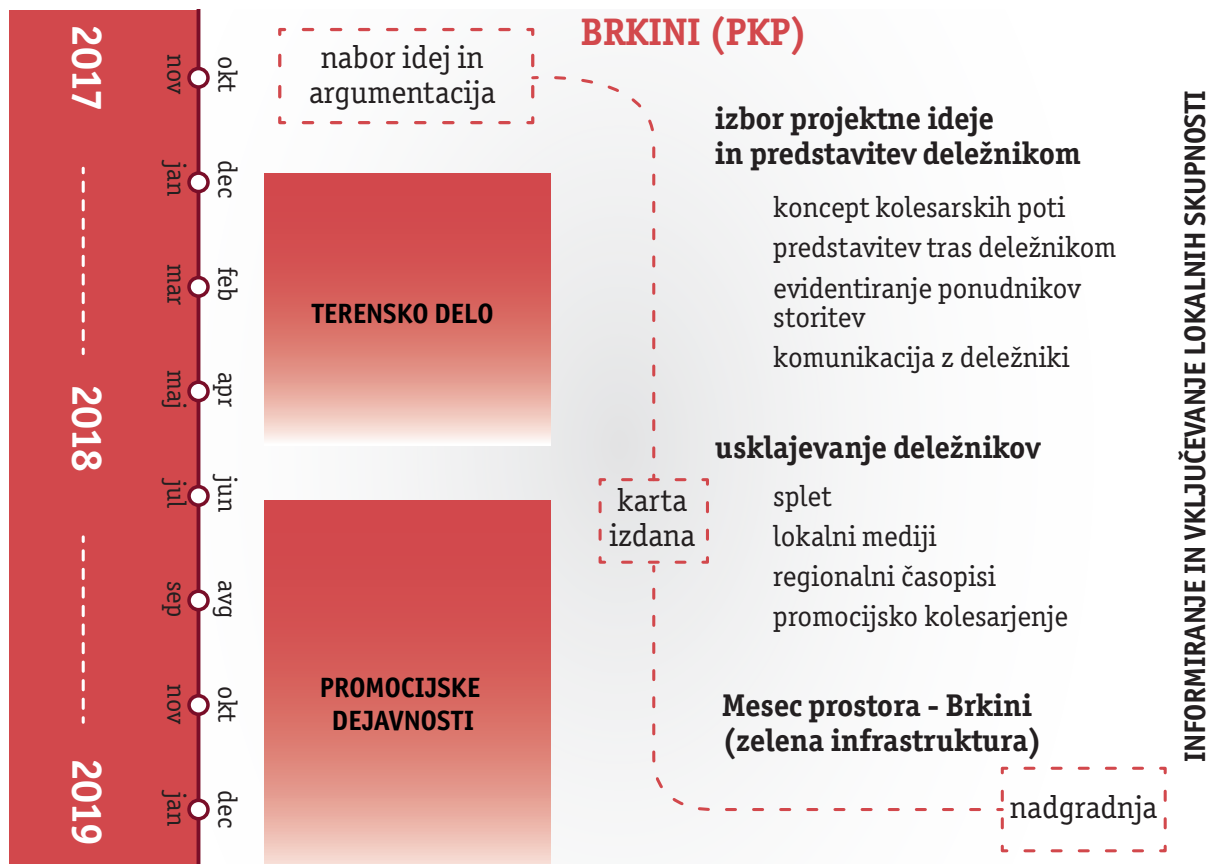 BRKINI (PKP)
2017
2018
2019
okt
nov
dec
jan
feb
mar
apr
maj
jun
jul
avg
sep
okt
nov
dec
jan
nabor idej in
argumentacija
TERENSKO DELO
PROMOCIJSKE
DEJAVNOSTI
izbor projektne ideje
in predstavitev deležnikom
koncept kolesarskih poti
predstavitev tras deležnikom
evidentiranje ponudnikov
storitev
komunikacija z deležniki
usklajevanje deležnikov
karta
izdana
splet
lokalni mediji
regionalni časopisi
promocijsko kolesarjenje
Mesec prostora - Brkini
(zelena infrastruktura)
nadgradnja
INFORMIRANJE IN VKLJUČEVANJE LOKALNIH SKUPNOSTI